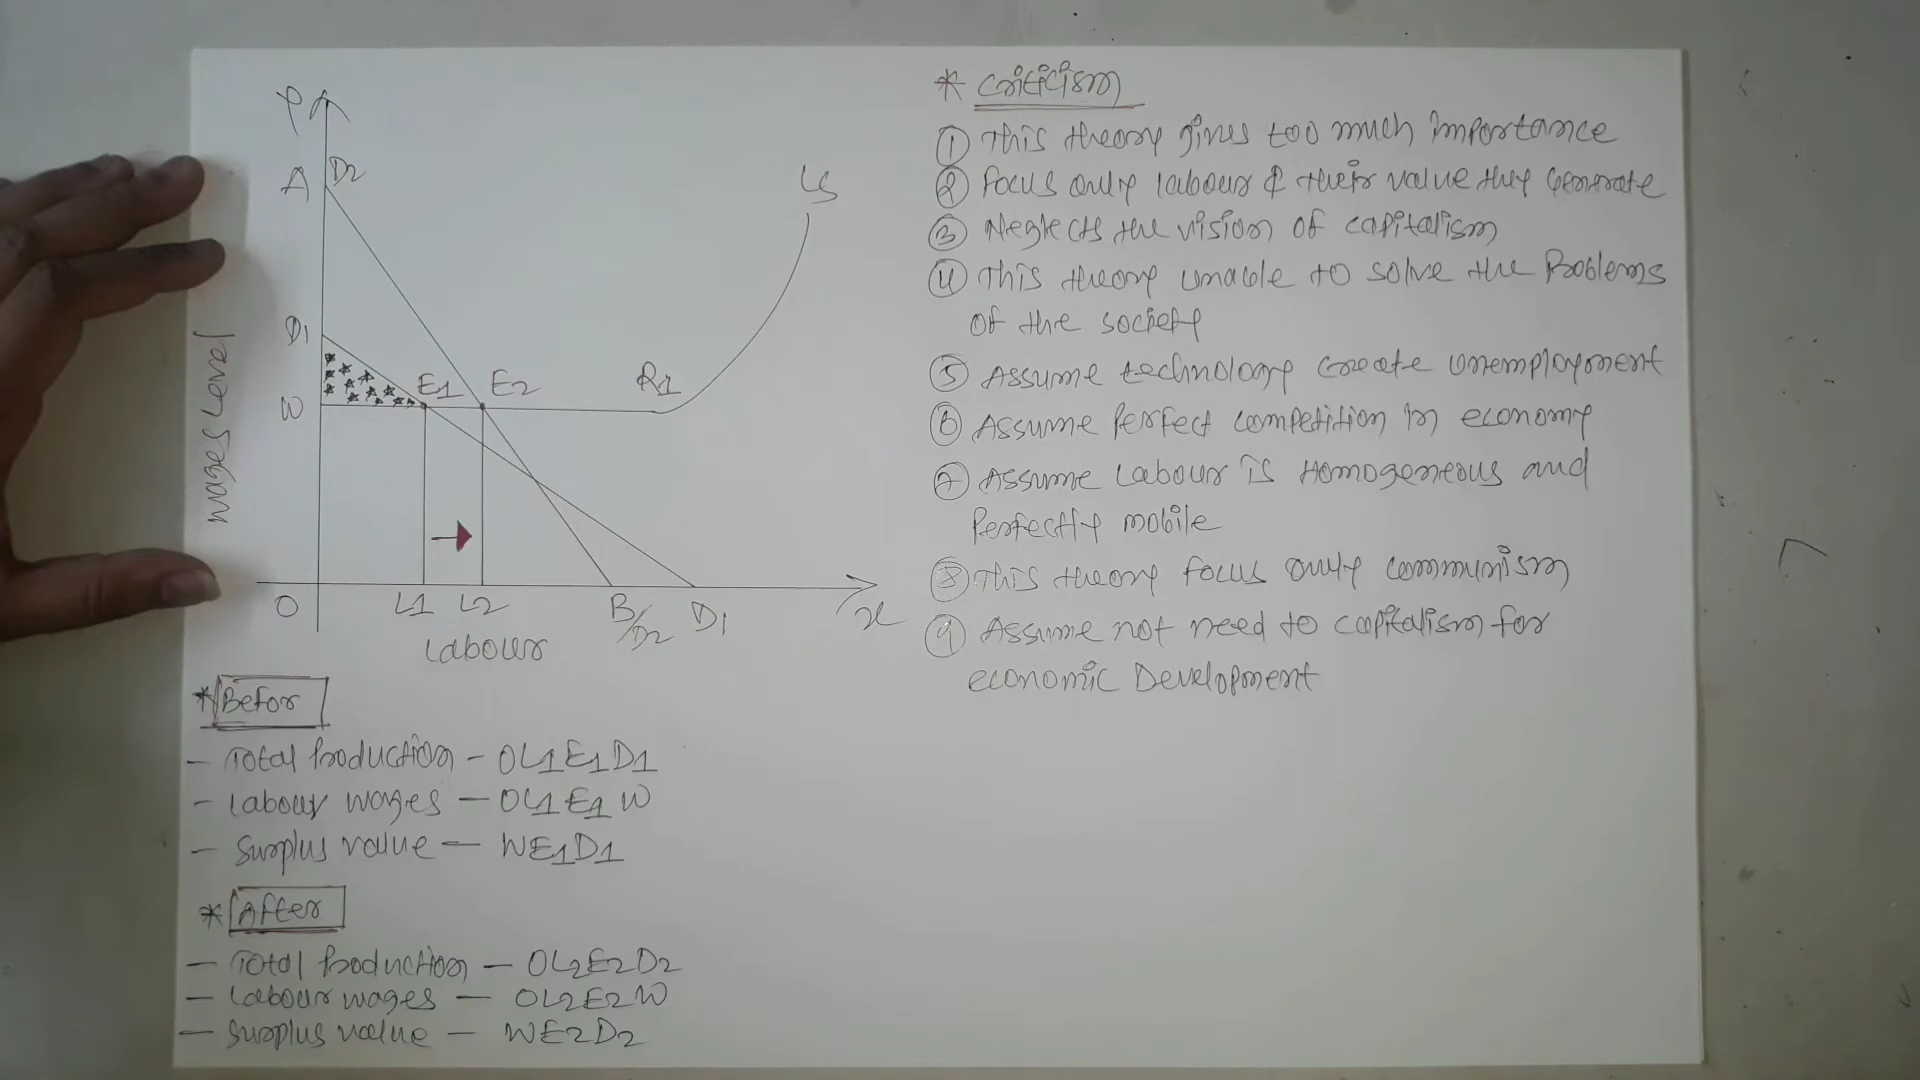 Y
A D2
D1
W
E1 E2
R1
LS
wages level
O L1 L2 B/D2 D1 x
Labour
* Befor
- Total Production - OL1E1D1
- Labour wages - OL1E1W
- Surplus value - WE1D1
* After
- Total Production - OL2E2D2
- Labour wages - OL2E2W
- Surplus value - WE2D2
* Criticism
① This theory gives too much importance
② Focus only labour & their value they generate
③ Neglects the vision of capitalism
④ This theory unable to solve the Problems
of the society
⑤ Assume technology create unemployment
⑥ Assume Perfect competition in economy
⑦ Assume Labour is Homogeneous and
Perfectly mobile
⑧ This theory focus only communism
⑨ Assume not need to capitalism for
economic Development